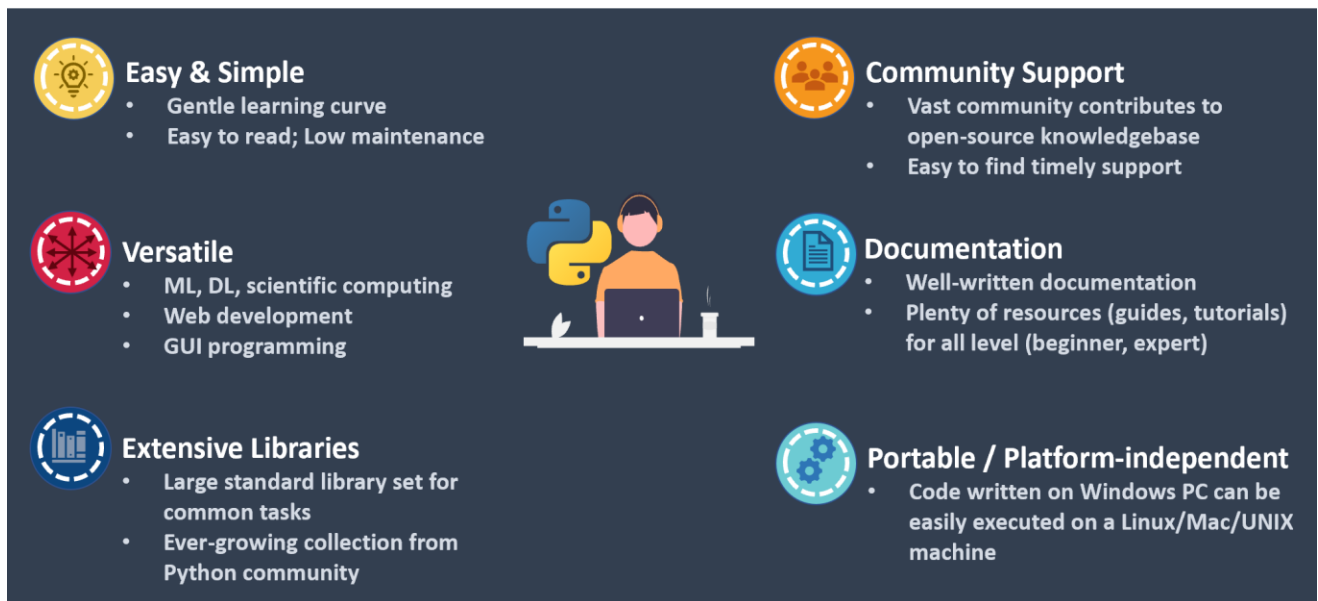 Easy & Simple
• Gentle learning curve
• Easy to read; Low maintenance
Versatile
• ML, DL, scientific computing
• Web development
• GUI programming
Extensive Libraries
• Large standard library set for
common tasks
• Ever-growing collection from
Python community
Community Support
• Vast community contributes to
open-source knowledgebase
• Easy to find timely support
Documentation
• Well-written documentation
• Plenty of resources (guides, tutorials)
for all level (beginner, expert)
Portable / Platform-independent
• Code written on Windows PC can be
easily executed on a Linux/Mac/UNIX
machine